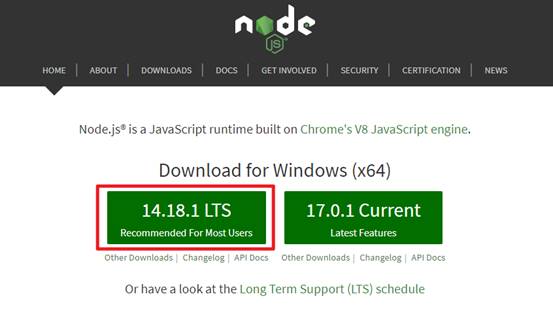 node
JS
HOME | ABOUT | DOWNLOADS | DOCS | GET INVOLVED | SECURITY | CERTIFICATION | NEWS
Node.js® is a JavaScript runtime built on Chrome's V8 JavaScript engine.
Download for Windows (x64)
14.18.1 LTS 17.0.1 Current
Recommended For Most Users Latest Features
Other Downloads | Changelog | API Docs Other Downloads | Changelog | API Docs
Or have a look at the Long Term Support (LTS) schedule